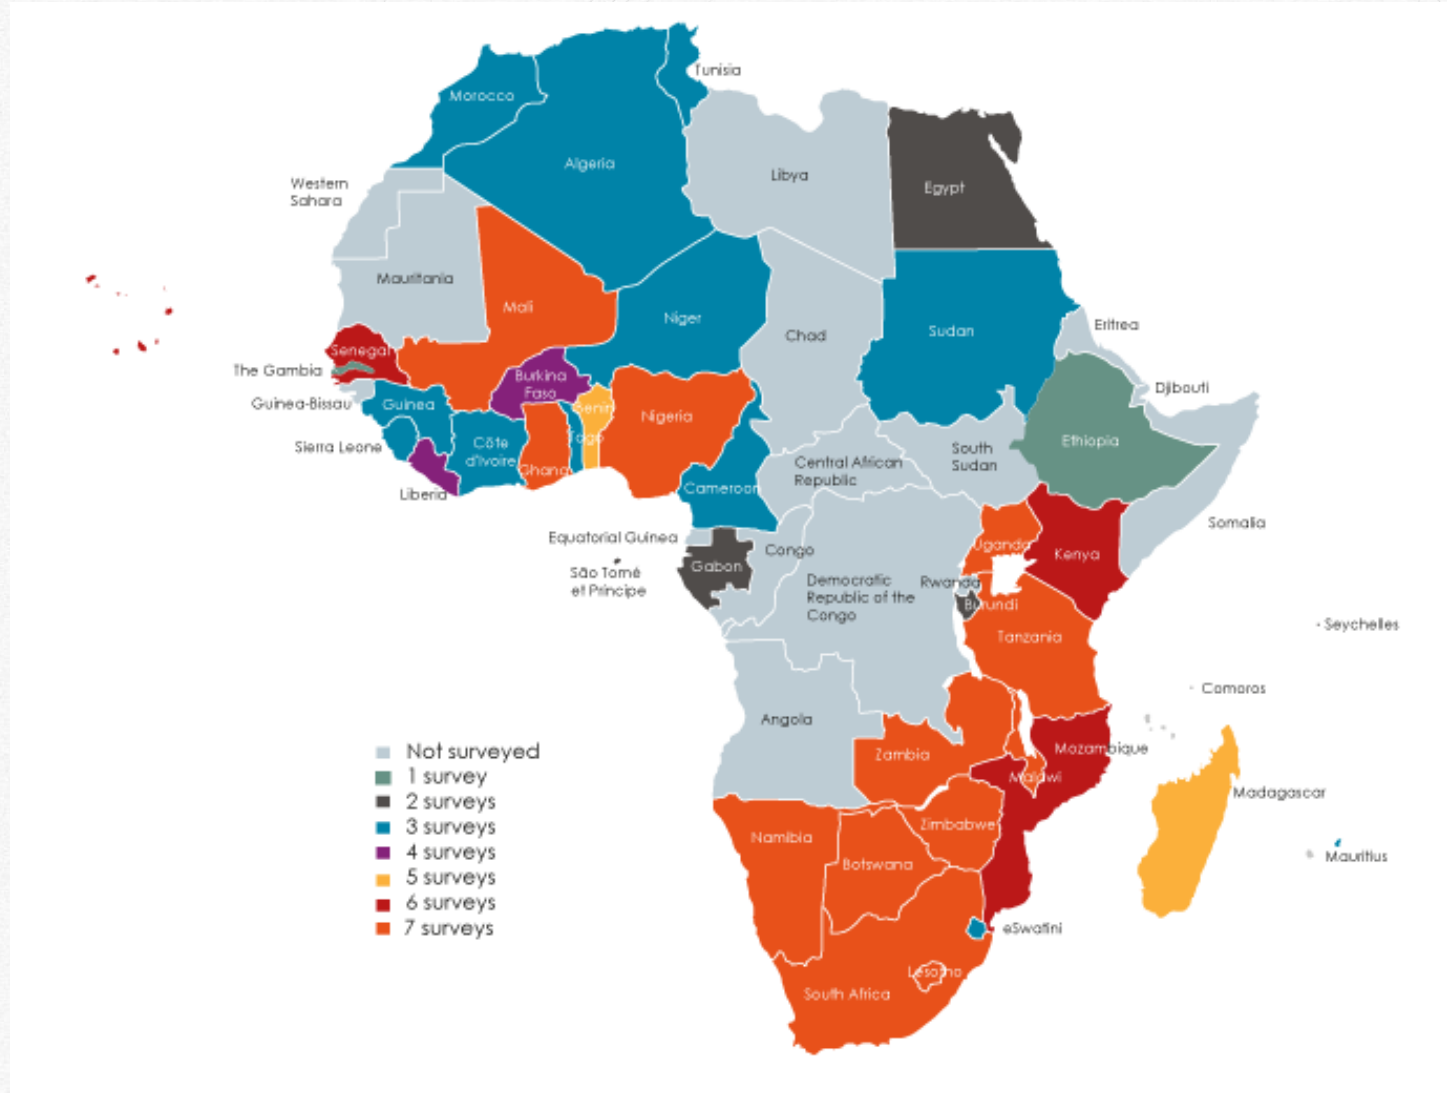 Tunisia
Morocco
Algeria
Libya
Egypt
Western
Sahara
Mauritania
Mali
Niger
Chad
Sudan
Eritrea
Senegal
The Gambia
Burkina
Faso
Djibouti
Guinea-Bissau
Guinea
Benin
Nigeria
Togo
Ethiopia
Sierra Leone
Côte
d'Ivoire
South
Sudan
Ghana
Central African
Republic
Liberia
Cameroon
Somalia
Equatorial Guinea
Congo
Uganda
Kenya
São Tomé
et Principe
Gabon
Democratic
Republic of the
Congo
Rwanda
Burundi
Tanzania
Seychelles
Comoros
Angola
Zambia
Mozambique
Malawi
Madagascar
Namibia
Zimbabwe
Botswana
Mauritius
eSwatini
Lesotho
South Africa
Not surveyed
1 survey
2 surveys
3 surveys
4 surveys
5 surveys
6 surveys
7 surveys